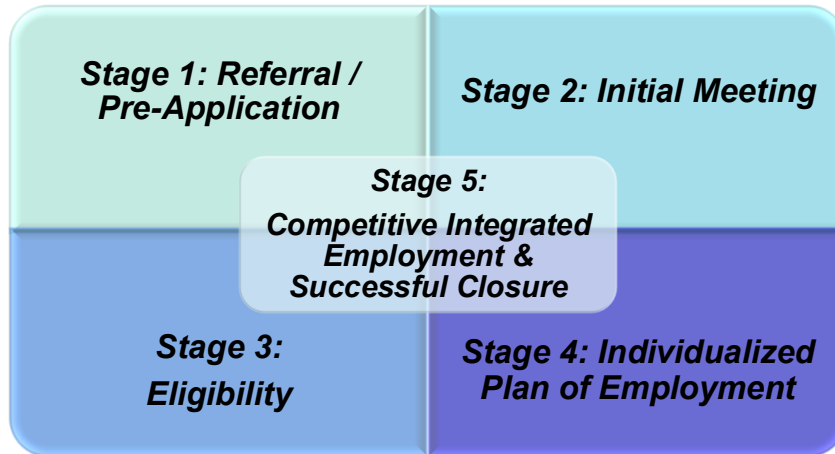 Stage 1: Referral /
Pre-Application
Stage 2: Initial Meeting
Stage 5:
Competitive Integrated
Employment &
Successful Closure
Stage 3:
Eligibility
Stage 4: Individualized
Plan of Employment